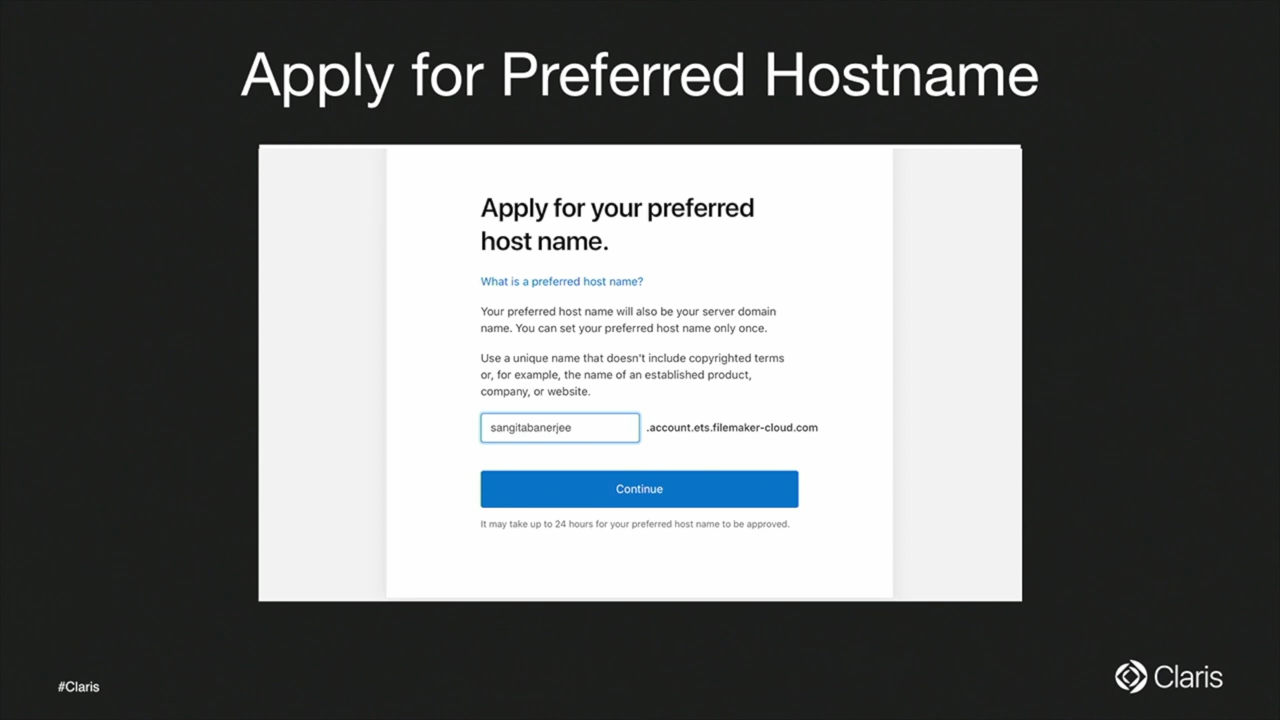 Apply for Preferred Hostname
Apply for your preferred
host name.
What is a preferred host name?
Your preferred host name will also be your server domain
name. You can set your preferred host name only once.
Use a unique name that doesn't include copyrighted terms
or, for example, the name of an established product,
company, or website.
sangitabanerjee .account.ets.filemaker-cloud.com
Continue
It may take up to 24 hours for your preferred host name to be approved.
#Claris
Claris